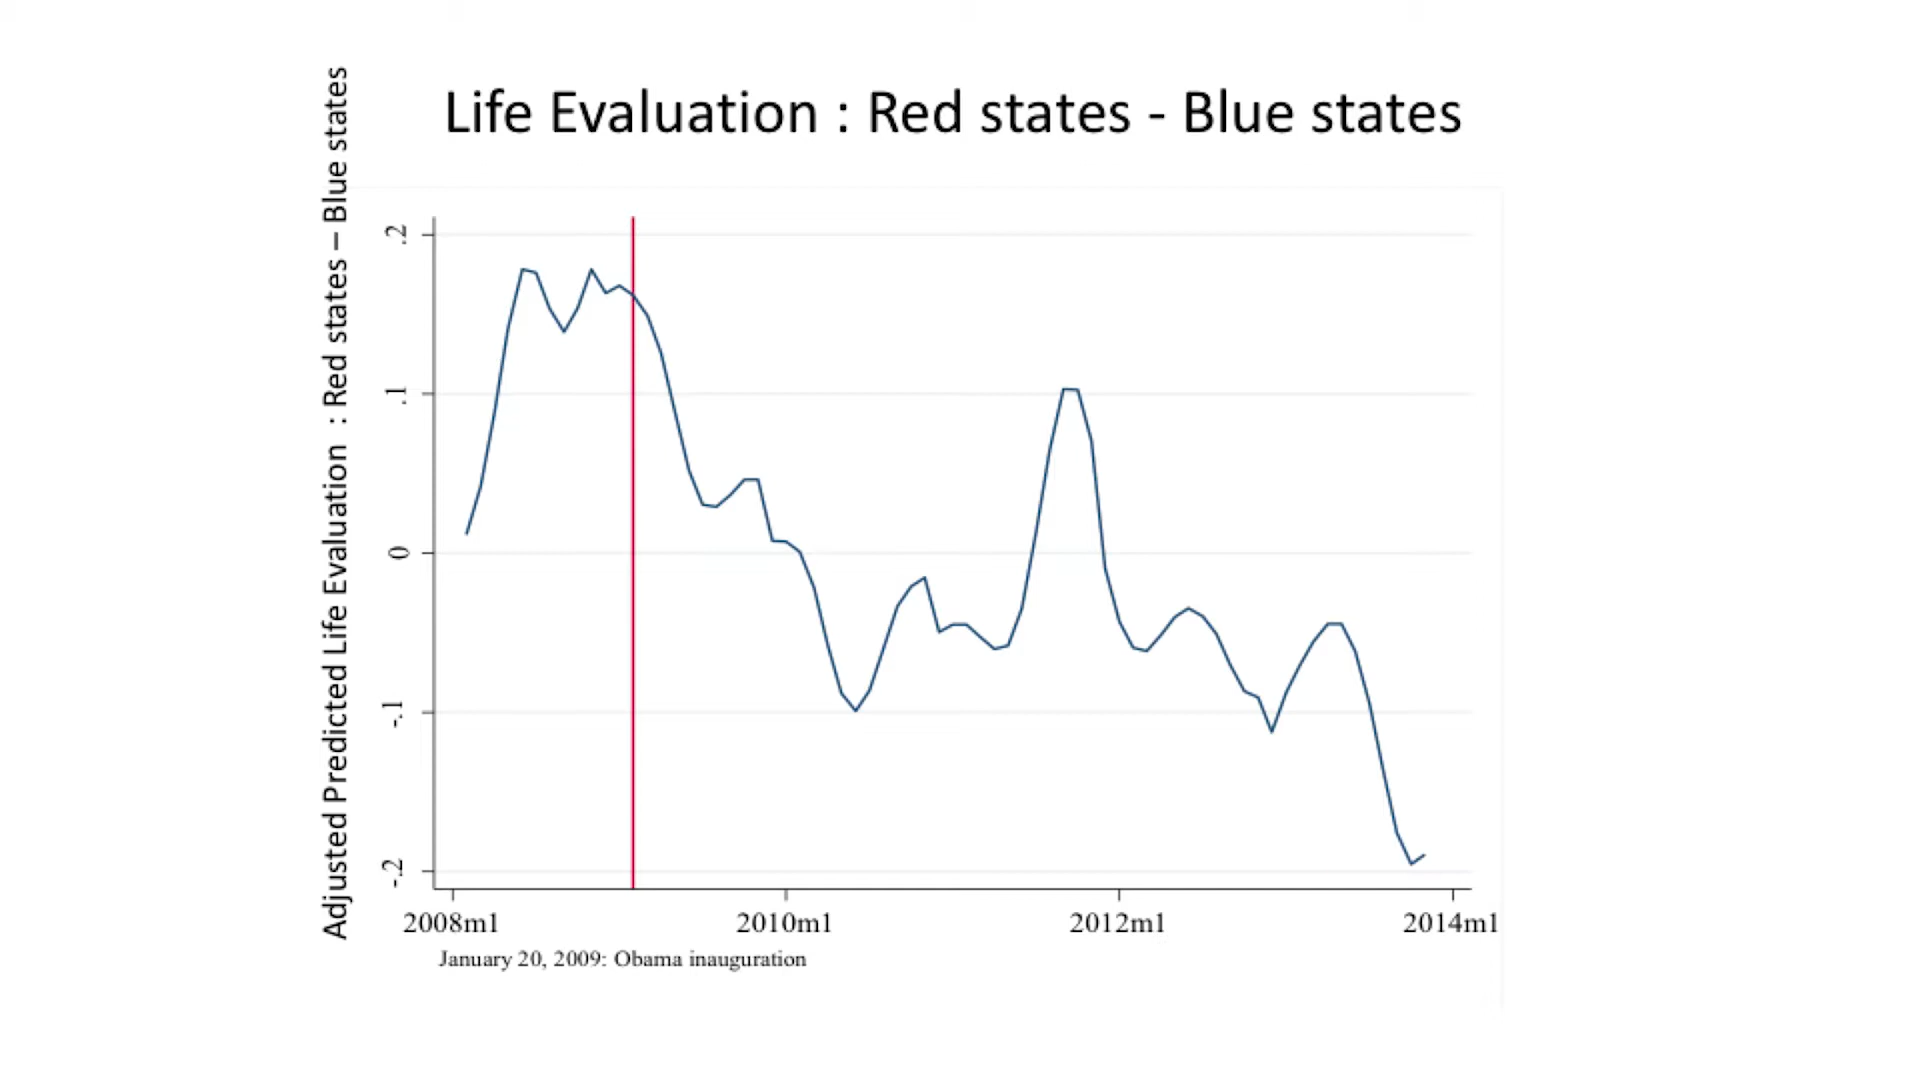 Life Evaluation : Red states - Blue states
Adjusted Predicted Life Evaluation : Red states – Blue states
.2
.1
0
-.1
-.2
2008m1
2010m1
2012m1
2014m1
January 20, 2009: Obama inauguration